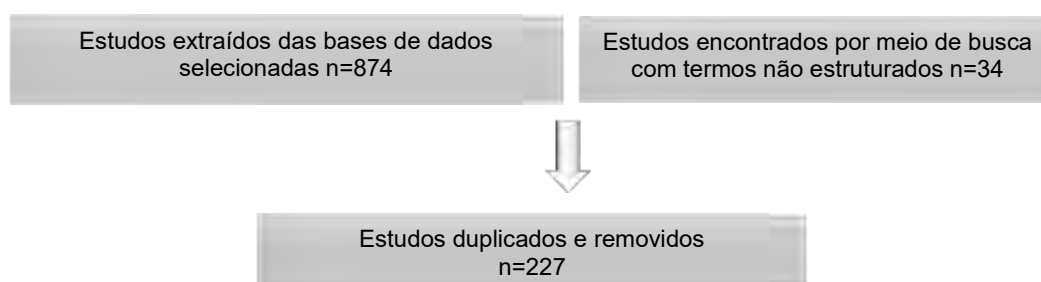 Estudos extraídos das bases de dados
selecionadas n=874
Estudos encontrados por meio de busca
com termos não estruturados n=34
Estudos duplicados e removidos
n=227